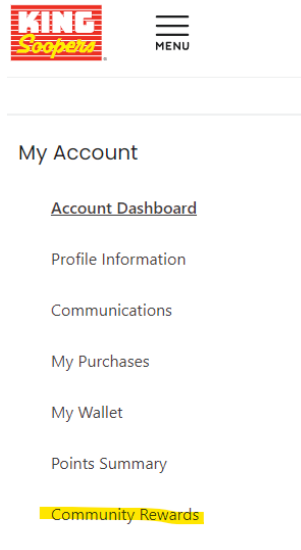 KING
Soopers
MENU
My Account
Account Dashboard
Profile Information
Communications
My Purchases
My Wallet
Points Summary
Community Rewards